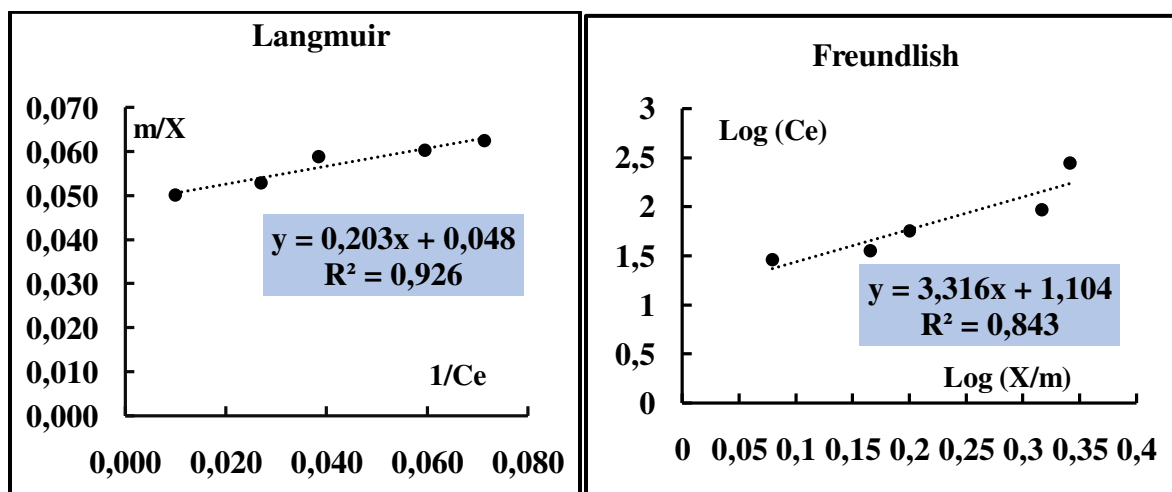 Langmuir
m/X
0,070
0,060
0,050
0,040
0,030
0,020
0,010
0,000
y = 0,203x + 0,048
R² = 0,926
1/Ce
0,000 0,020 0,040 0,060 0,080
Freundlish
Log (Ce)
3
2,5
2
1,5
1
0,5
0
y = 3,316x + 1,104
R² = 0,843
Log (X/m)
0 0,05 0,1 0,15 0,2 0,25 0,3 0,35 0,4